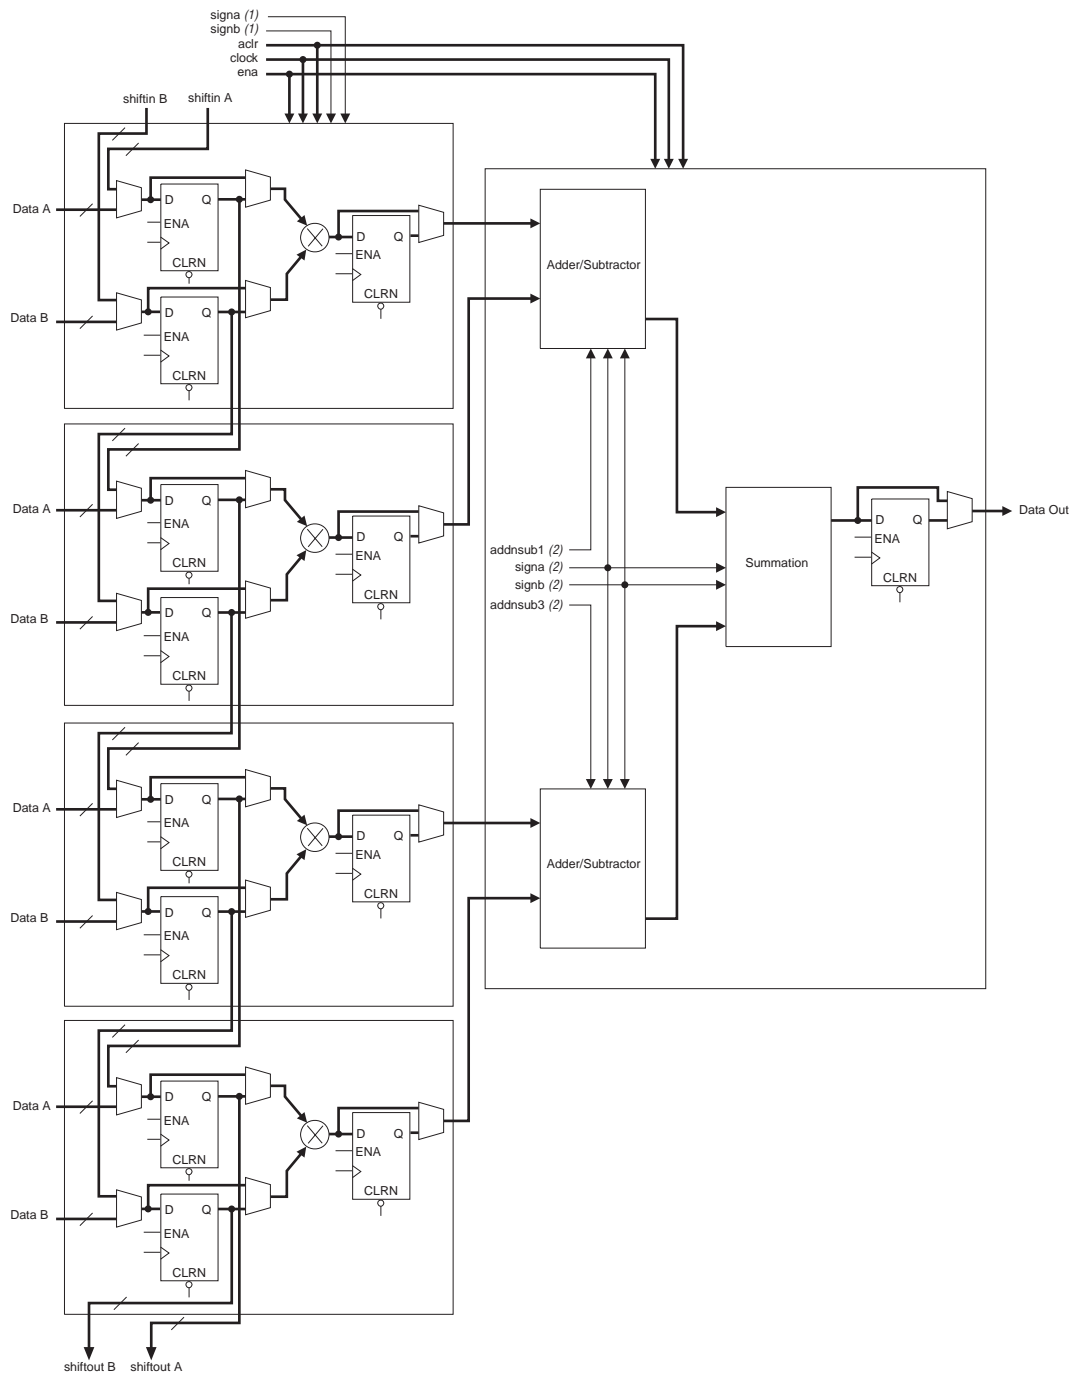 signa (1)
signb (1)
aclr
clock
ena
shiftin B
shiftin A
Data A
D Q
ENA
CLRN
D Q
ENA
CLRN
Data B
D Q
ENA
CLRN
Adder/Subtractor
Data A
D Q
ENA
CLRN
D Q
ENA
CLRN
Data B
D Q
ENA
CLRN
addnsub1 (2)
signa (2)
signb (2)
addnsub3 (2)
Summation
D Q
ENA
CLRN
Data Out
Data A
D Q
ENA
CLRN
D Q
ENA
CLRN
Data B
D Q
ENA
CLRN
Adder/Subtractor
Data A
D Q
ENA
CLRN
D Q
ENA
CLRN
Data B
D Q
ENA
CLRN
shiftout B
shiftout A